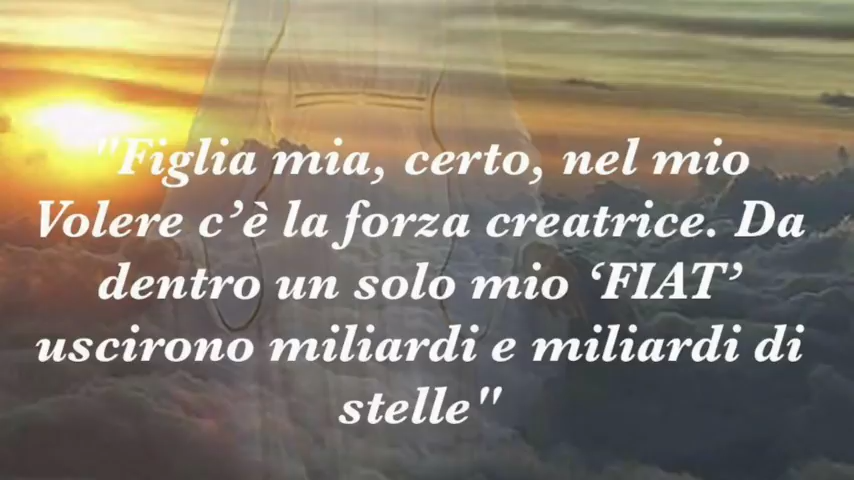 "Figlia mia, certo, nel mio
Volere c’è la forza creatrice. Da
dentro un solo mio ‘FIAT’
uscirono miliardi e miliardi di
stelle"